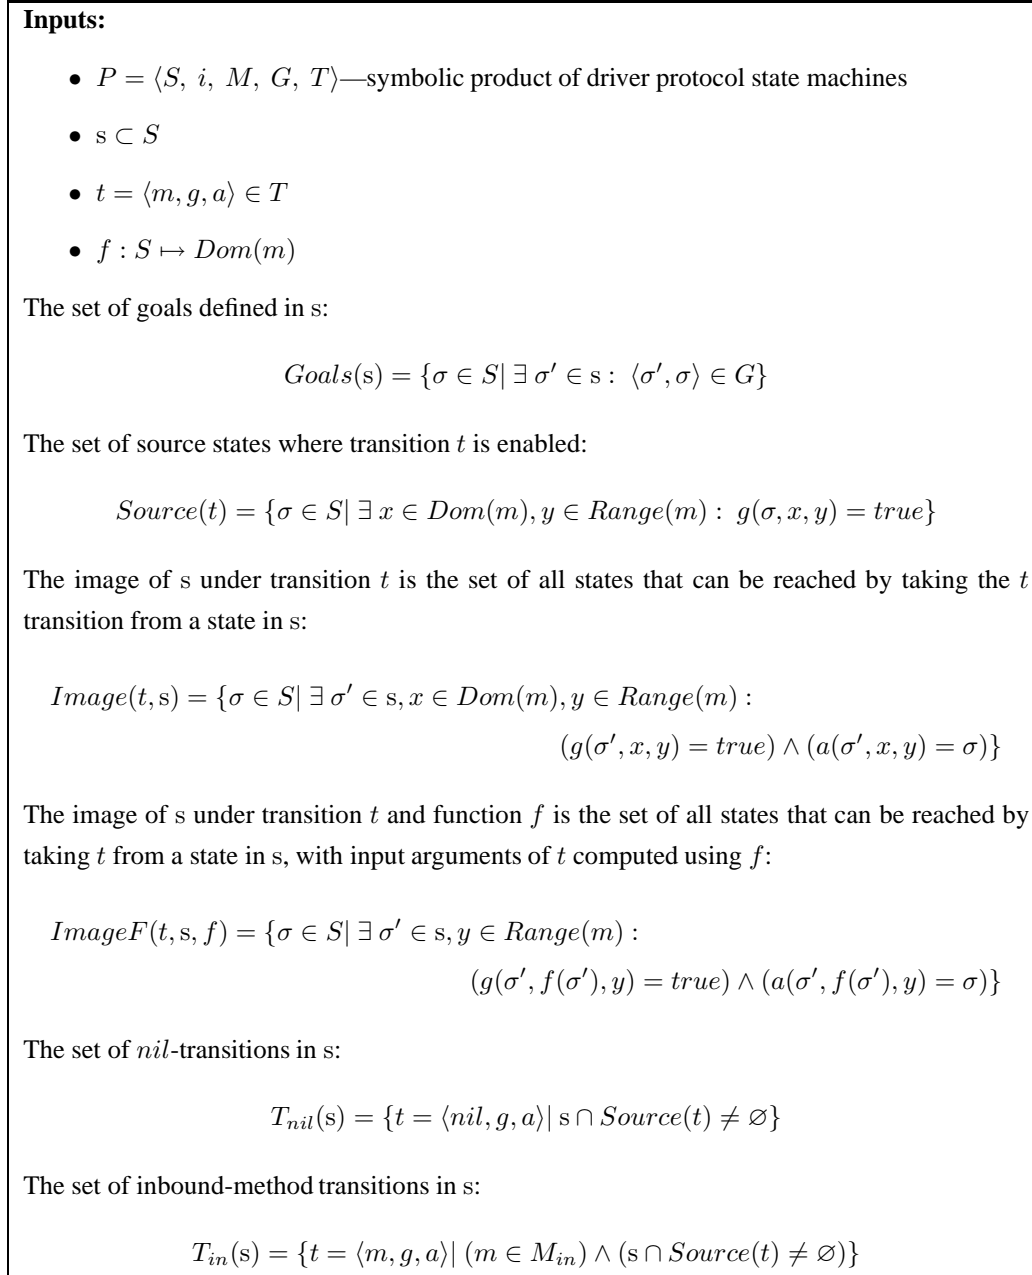 Inputs:
• P = ⟨S, i, M, G, T⟩—symbolic product of driver protocol state machines
• s ⊂ S
• t = ⟨m, g, a⟩ ∈ T
• f : S ↦ Dom(m)
The set of goals defined in s:
Goals(s) = {σ ∈ S| ∃ σ′ ∈ s : ⟨σ′, σ⟩ ∈ G}
The set of source states where transition t is enabled:
Source(t) = {σ ∈ S| ∃ x ∈ Dom(m), y ∈ Range(m) : g(σ, x, y) = true}
The image of s under transition t is the set of all states that can be reached by taking the t
transition from a state in s:
Image(t, s) = {σ ∈ S| ∃ σ′ ∈ s, x ∈ Dom(m), y ∈ Range(m) :
(g(σ′, x, y) = true) ∧ (a(σ′, x, y) = σ)}
The image of s under transition t and function f is the set of all states that can be reached by
taking t from a state in s, with input arguments of t computed using f:
ImageF(t, s, f) = {σ ∈ S| ∃ σ′ ∈ s, y ∈ Range(m) :
(g(σ′, f(σ′), y) = true) ∧ (a(σ′, f(σ′), y) = σ)}
The set of nil-transitions in s:
T_nil(s) = {t = ⟨nil, g, a⟩| s ∩ Source(t) ≠ ∅}
The set of inbound-method transitions in s:
T_in(s) = {t = ⟨m, g, a⟩| (m ∈ M_in) ∧ (s ∩ Source(t) ≠ ∅)}